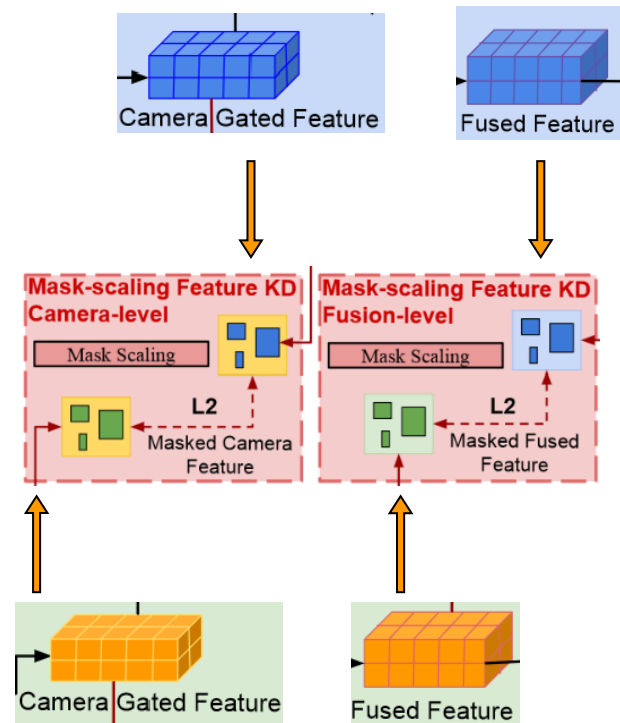 Camera Gated Feature
Fused Feature
Mask-scaling Feature KD
Camera-level
Mask Scaling
L2
Masked Camera
Feature
Mask-scaling Feature KD
Fusion-level
Mask Scaling
L2
Masked Fused
Feature
Camera Gated Feature
Fused Feature